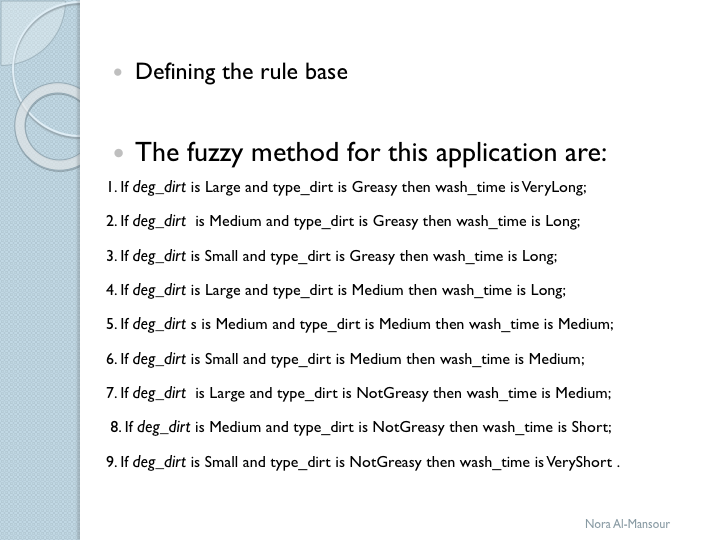 • Defining the rule base
• The fuzzy method for this application are:
1. If deg_dirt is Large and type_dirt is Greasy then wash_time is VeryLong;
2. If deg_dirt is Medium and type_dirt is Greasy then wash_time is Long;
3. If deg_dirt is Small and type_dirt is Greasy then wash_time is Long;
4. If deg_dirt is Large and type_dirt is Medium then wash_time is Long;
5. If deg_dirt s is Medium and type_dirt is Medium then wash_time is Medium;
6. If deg_dirt is Small and type_dirt is Medium then wash_time is Medium;
7. If deg_dirt is Large and type_dirt is NotGreasy then wash_time is Medium;
8. If deg_dirt is Medium and type_dirt is NotGreasy then wash_time is Short;
9. If deg_dirt is Small and type_dirt is NotGreasy then wash_time is VeryShort .
Nora Al-Mansour